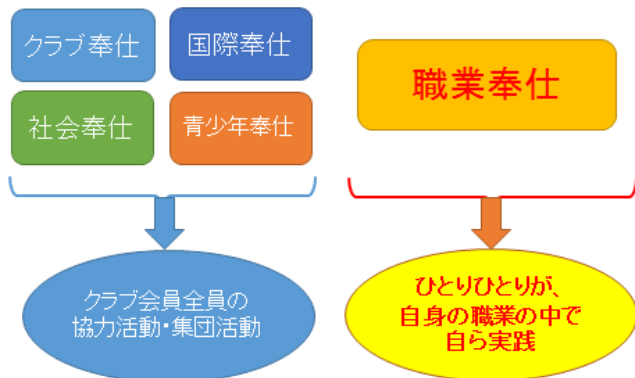 クラブ奉仕
国際奉仕
職業奉仕
社会奉仕
青少年奉仕
クラブ会員全員の
協力活動・集団活動
ひとりひとりが、
自身の職業の中で
自ら実践